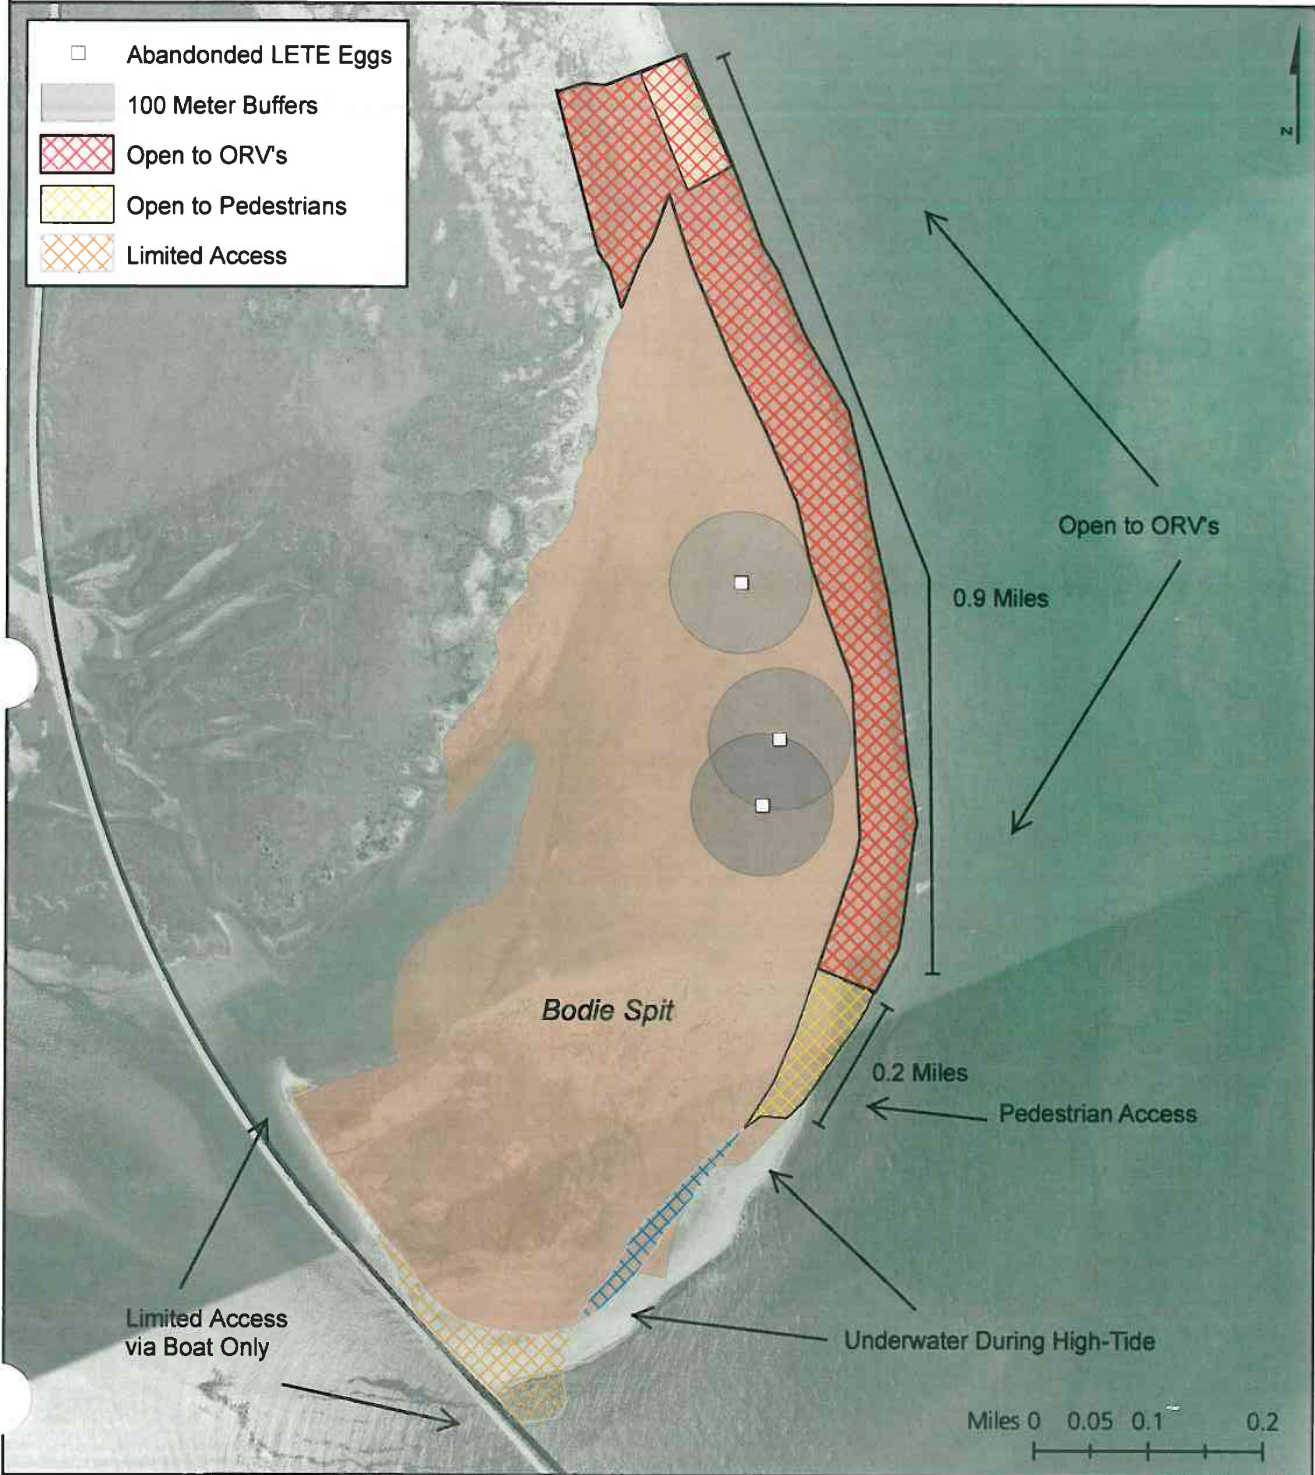 Abandonded LETE Eggs
100 Meter Buffers
Open to ORV's
Open to Pedestrians
Limited Access
N
Open to ORV's
0.9 Miles
Bodie Spit
0.2 Miles
Pedestrian Access
Limited Access
via Boat Only
Underwater During High-Tide
Miles 0 0.05 0.1 0.2